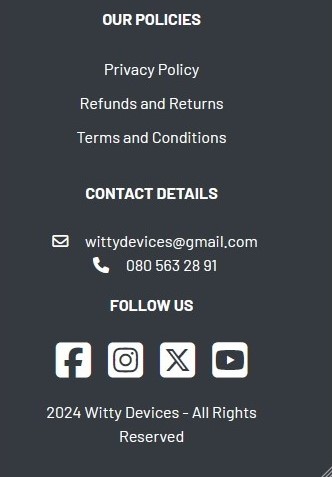 OUR POLICIES
Privacy Policy
Refunds and Returns
Terms and Conditions
CONTACT DETAILS
wittydevices@gmail.com
080 563 28 91
FOLLOW US
2024 Witty Devices - All Rights
Reserved